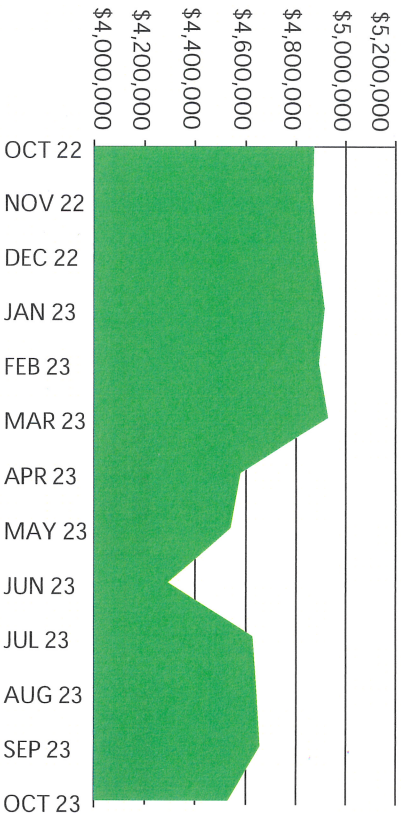 $5,200,000
$5,000,000
$4,800,000
$4,600,000
$4,400,000
$4,200,000
$4,000,000
OCT 22
NOV 22
DEC 22
JAN 23
FEB 23
MAR 23
APR 23
MAY 23
JUN 23
JUL 23
AUG 23
SEP 23
OCT 23